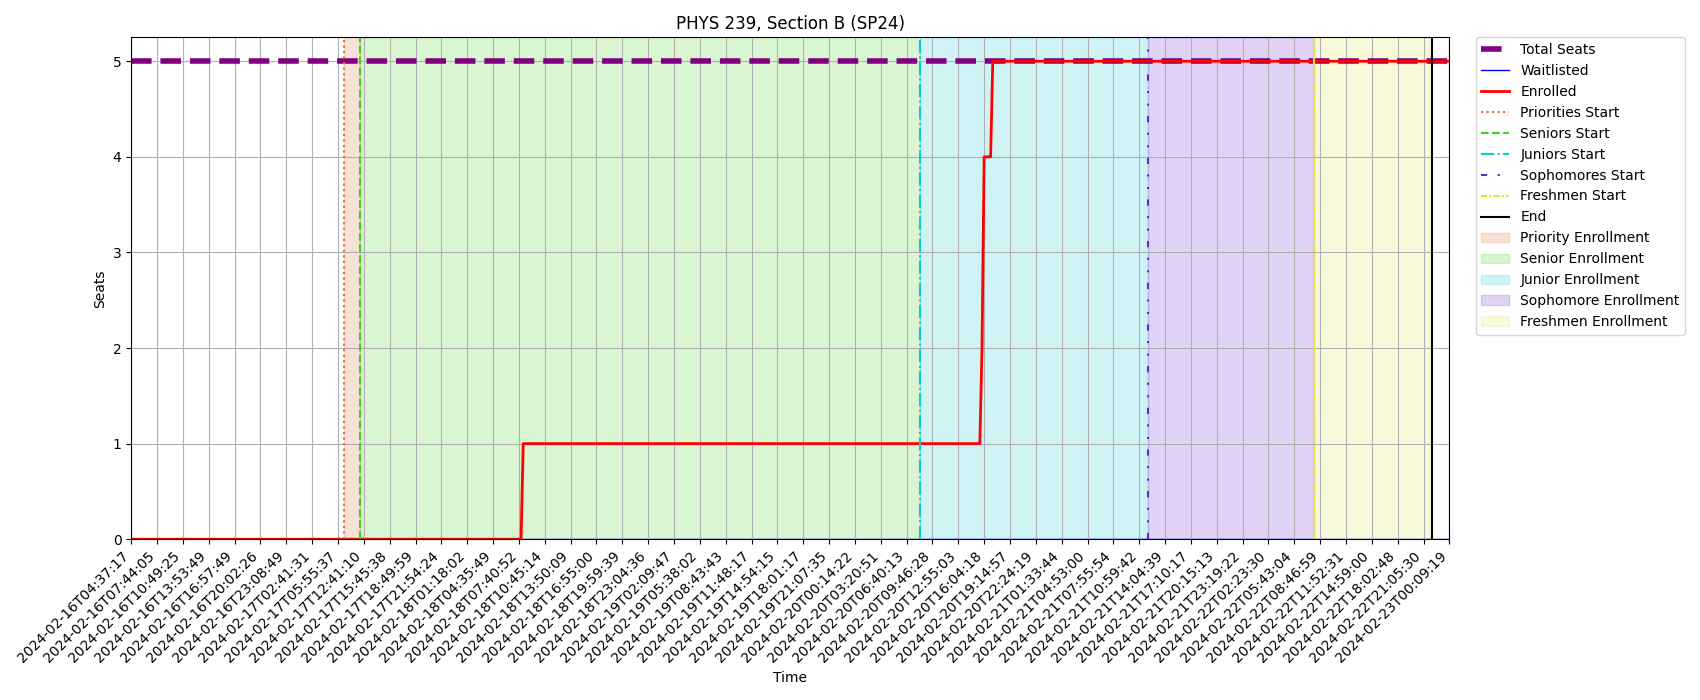 PHYS 239, Section B (SP24)
Seats
5
4
3
2
1
0
2024-02-16T04:37:17
2024-02-16T07:44:05
2024-02-16T10:49:25
2024-02-16T13:53:49
2024-02-16T16:57:49
2024-02-16T20:02:26
2024-02-16T23:08:49
2024-02-17T02:41:31
2024-02-17T05:55:37
2024-02-17T12:41:10
2024-02-17T15:45:38
2024-02-17T18:49:59
2024-02-17T21:54:24
2024-02-18T01:18:02
2024-02-18T04:35:49
2024-02-18T07:40:52
2024-02-18T10:45:14
2024-02-18T13:50:09
2024-02-18T16:55:00
2024-02-18T19:59:39
2024-02-18T23:04:36
2024-02-19T02:09:47
2024-02-19T05:38:02
2024-02-19T08:43:43
2024-02-19T11:48:17
2024-02-19T14:54:15
2024-02-19T18:01:17
2024-02-19T21:07:35
2024-02-20T00:14:22
2024-02-20T03:20:51
2024-02-20T06:40:13
2024-02-20T09:46:28
2024-02-20T12:55:03
2024-02-20T16:04:18
2024-02-20T19:14:57
2024-02-20T22:24:19
2024-02-21T01:33:44
2024-02-21T04:53:00
2024-02-21T07:55:54
2024-02-21T10:59:42
2024-02-21T14:04:39
2024-02-21T17:10:17
2024-02-21T20:15:13
2024-02-21T23:19:22
2024-02-22T02:23:30
2024-02-22T05:43:04
2024-02-22T08:46:59
2024-02-22T11:52:31
2024-02-22T14:59:00
2024-02-22T18:02:48
2024-02-22T21:05:30
2024-02-23T00:09:19
Time
Total Seats
Waitlisted
Enrolled
Priorities Start
Seniors Start
Juniors Start
Sophomores Start
Freshmen Start
End
Priority Enrollment
Senior Enrollment
Junior Enrollment
Sophomore Enrollment
Freshmen Enrollment